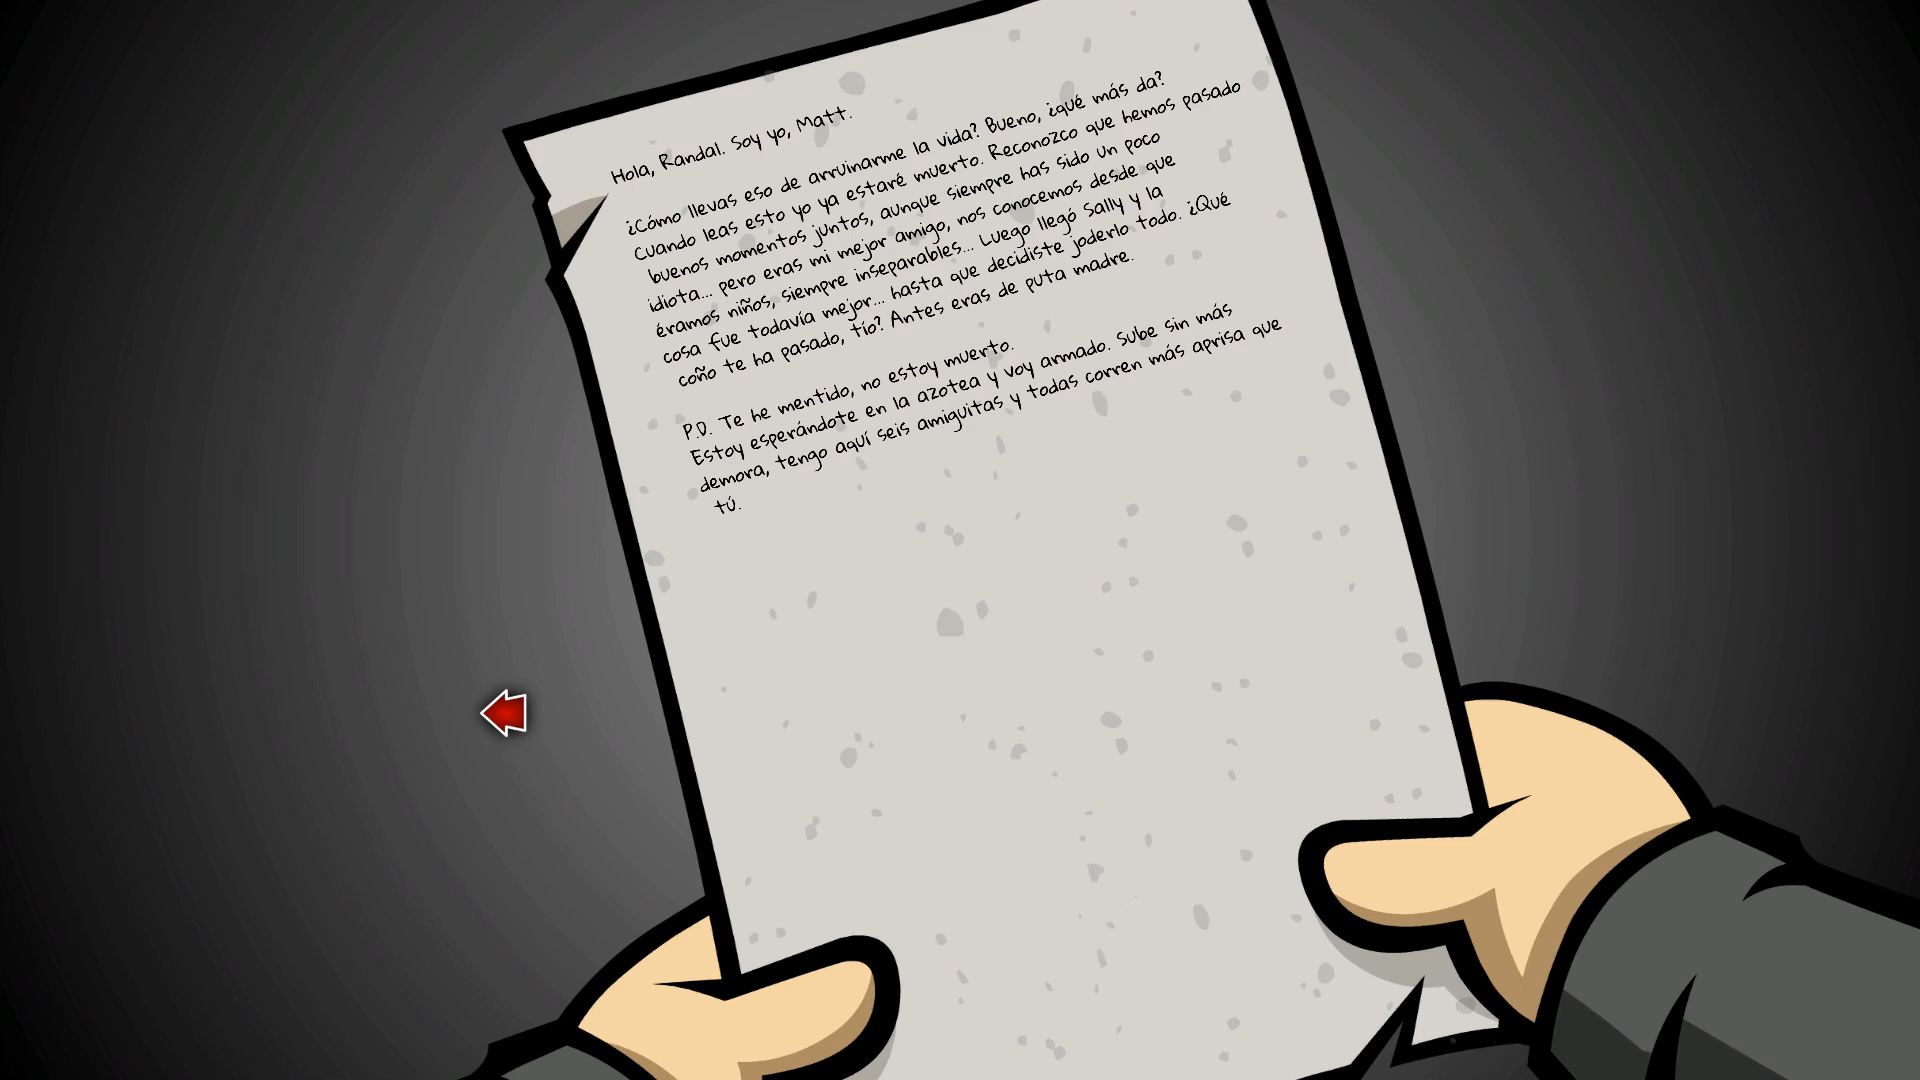 Hola, Randal. Soy yo, Matt.
¿Cómo llevas eso de arruinarme la vida? Bueno, ¿qué más da?
Cuando leas esto yo ya estaré muerto. Reconozco que hemos pasado
buenos momentos juntos, aunque siempre has sido un poco
idiota... pero eras mi mejor amigo, nos conocemos desde que
éramos niños, siempre inseparables... Luego llegó Sally y la
cosa fue todavía mejor... hasta que decidiste joderlo todo. ¿Qué
coño te ha pasado, tío? Antes eras de puta madre.
P.D. Te he mentido, no estoy muerto.
Estoy esperándote en la azotea y voy armado. Sube sin más
demora, tengo aquí seis amiguitas y todas corren más aprisa que
tú.